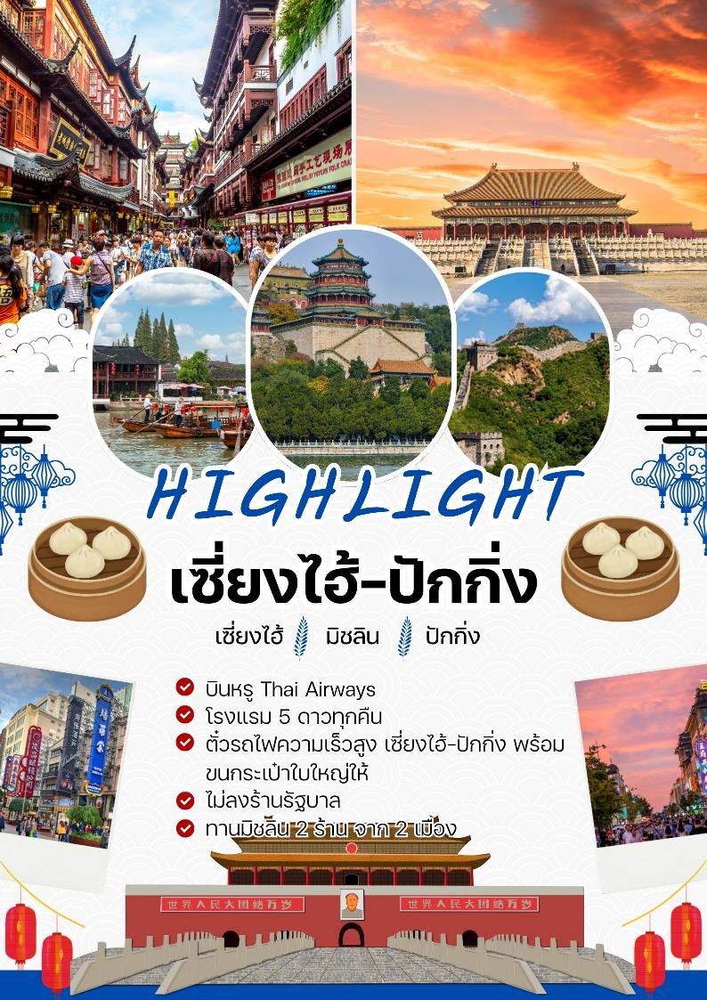 手工艺现场展
HIGHLIGHT
เซี่ยงไฮ้-ปักกิ่ง
เซี่ยงไฮ้ มิชลิน ปักกิ่ง
บินหรู Thai Airways
โรงแรม 5 ดาวทุกคืน
ตั๋วรถไฟความเร็วสูง เซี่ยงไฮ้-ปักกิ่ง พร้อม
ขนกระเป๋าใบใหญ่ให้
ไม่ลงร้านรัฐบาล
ทานมิชลิน 2 ร้าน จาก 2 เมือง
世界人民大团结万岁 世界人民大团结万岁